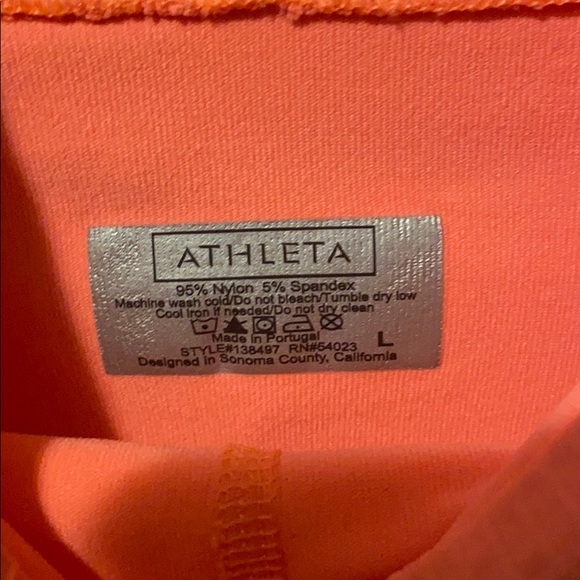 ATHLETA
95% Nylon 5% Spandex
Machine wash cold/Do not bleach/Tumble dry low
Cool Iron if needed/Do not dry clean
Made in Portugal
L
STYLE#138497 RN#54023
Designed in Sonoma County, California